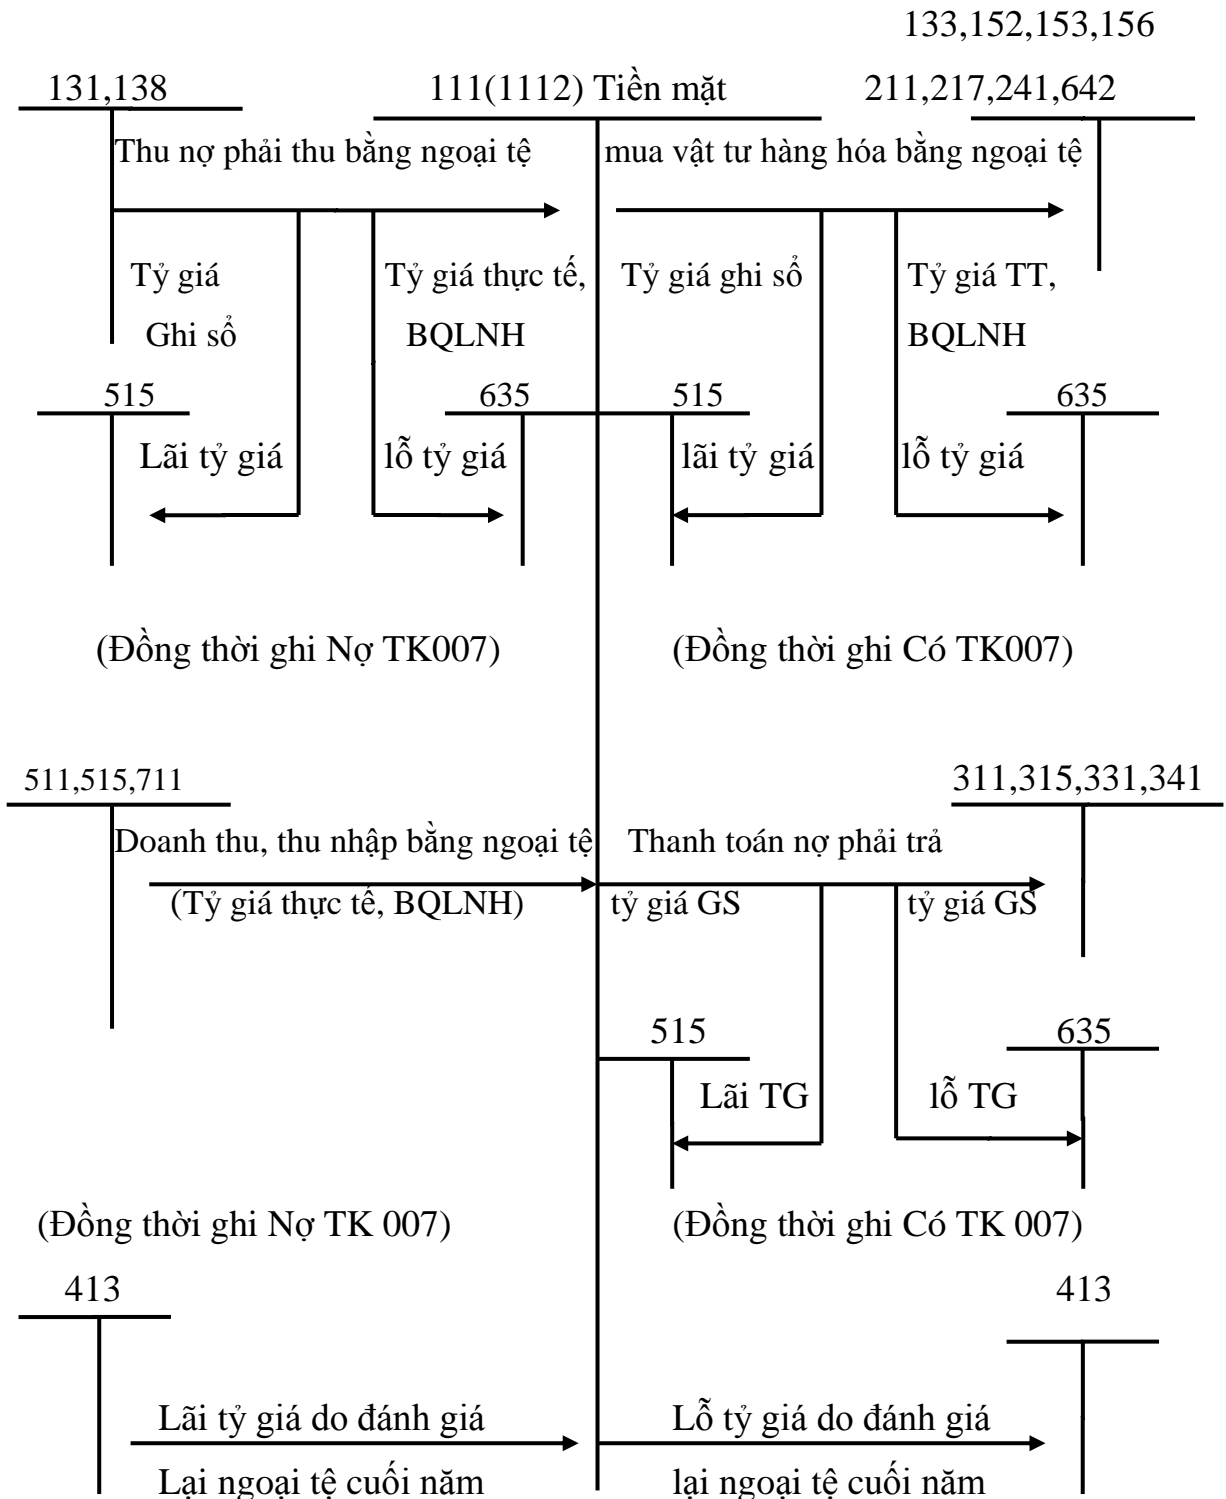 133,152,153,156
131,138 111(1112) Tiền mặt 211,217,241,642
Thu nợ phải thu bằng ngoại tệ mua vật tư hàng hóa bằng ngoại tệ
Tỷ giá Tỷ giá thực tế, Tỷ giá ghi sổ Tỷ giá TT,
Ghi sổ BQLNH BQLNH
515 635 515 635
Lãi tỷ giá lỗ tỷ giá lãi tỷ giá lỗ tỷ giá
(Đồng thời ghi Nợ TK007) (Đồng thời ghi Có TK007)
511,515,711 311,315,331,341
Doanh thu, thu nhập bằng ngoại tệ Thanh toán nợ phải trả
(Tỷ giá thực tế, BQLNH) tỷ giá GS tỷ giá GS
515 635
Lãi TG lỗ TG
(Đồng thời ghi Nợ TK 007) (Đồng thời ghi Có TK 007)
413 413
Lãi tỷ giá do đánh giá Lỗ tỷ giá do đánh giá
Lại ngoại tệ cuối năm lại ngoại tệ cuối năm